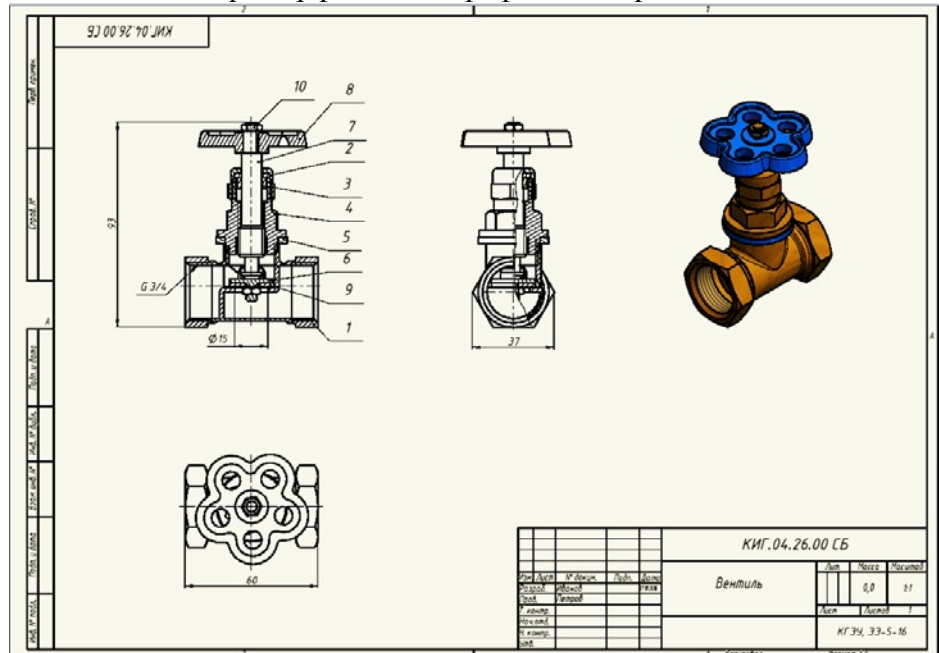 2
1
КИГ.04.26.00 СБ
Перв. примен.
Справ. №
Подп. и дата
Инв. № дубл.
Взам. инв. №
Подп. и дата
Инв. № подл.
А
А
10
8
7
2
3
4
5
6
9
1
93
G 3/4
Ø15
37
60
КИГ.04.26.00 СБ
Изм. Лист № докум. Подп. Дата
Разраб. Иванов
Пров. Петров
Т. контр.
Нач.отд.
Н. контр.
Утв.
Вентиль
Лит. Масса Масштаб
0,0 1:1
Лист Листов 1
КГЭУ, ЭЭ-5-16